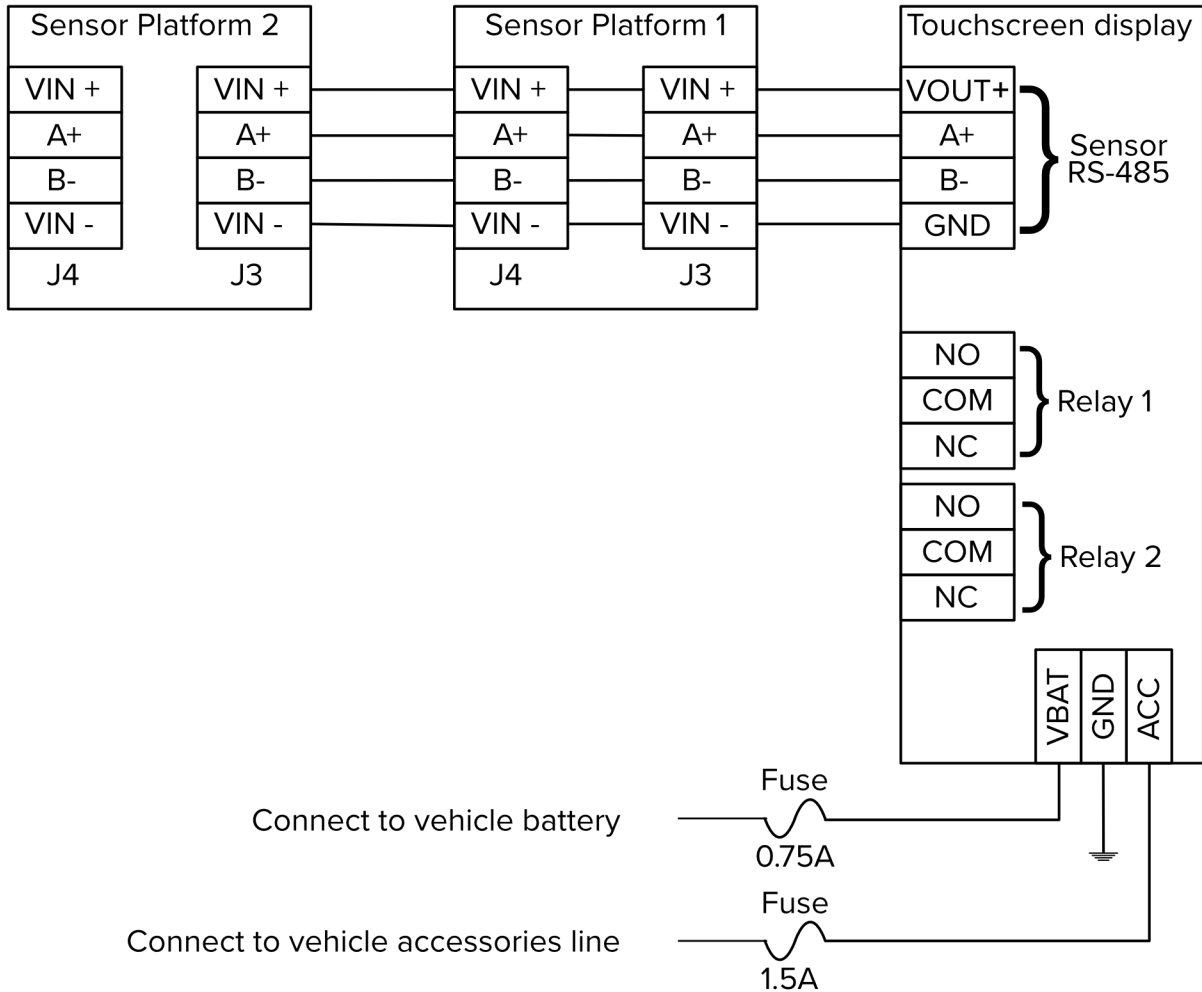 Sensor Platform 2
VIN +
A+
B-
VIN -
J4
VIN +
A+
B-
VIN -
J3
Sensor Platform 1
VIN +
A+
B-
VIN -
J4
VIN +
A+
B-
VIN -
J3
Touchscreen display
VOUT+
A+
B-
GND
Sensor
RS-485
NO
COM
NC
Relay 1
NO
COM
NC
Relay 2
VBAT
GND
ACC
Fuse
Connect to vehicle battery
0.75A
Fuse
Connect to vehicle accessories line
1.5A